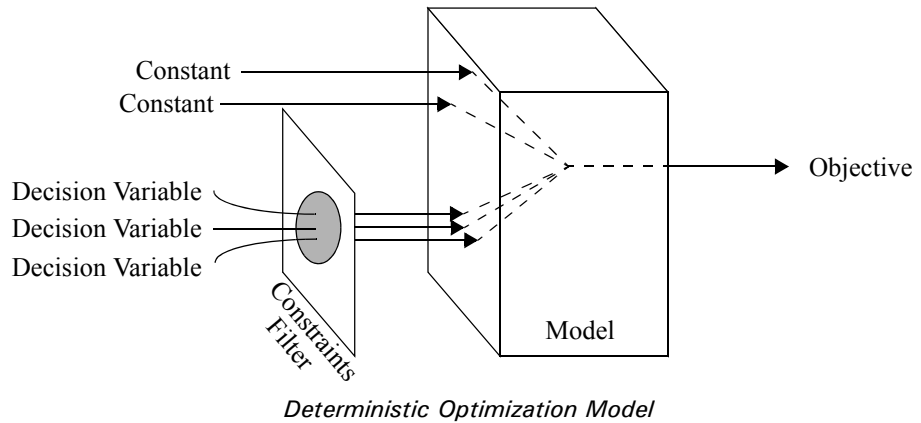 Constant
Constant
Objective
Decision Variable
Decision Variable
Decision Variable
Constraints
Filter
Model
Deterministic Optimization Model